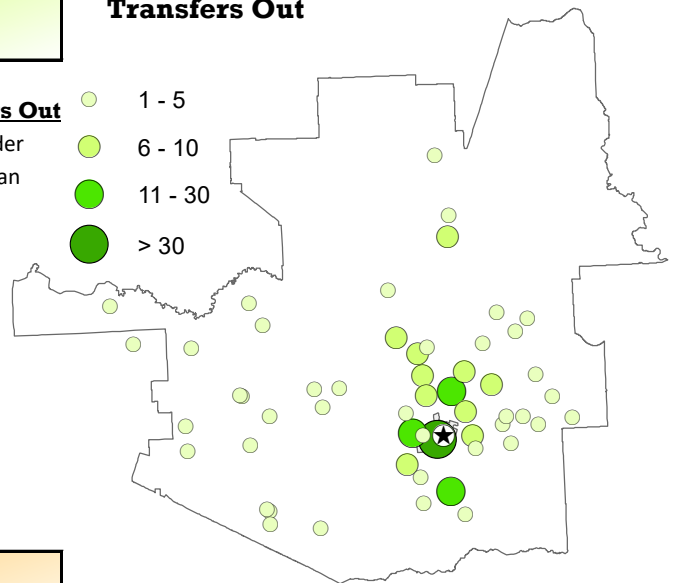 Transfers Out
s Out
der
an
1 - 5
6 - 10
11 - 30
> 30